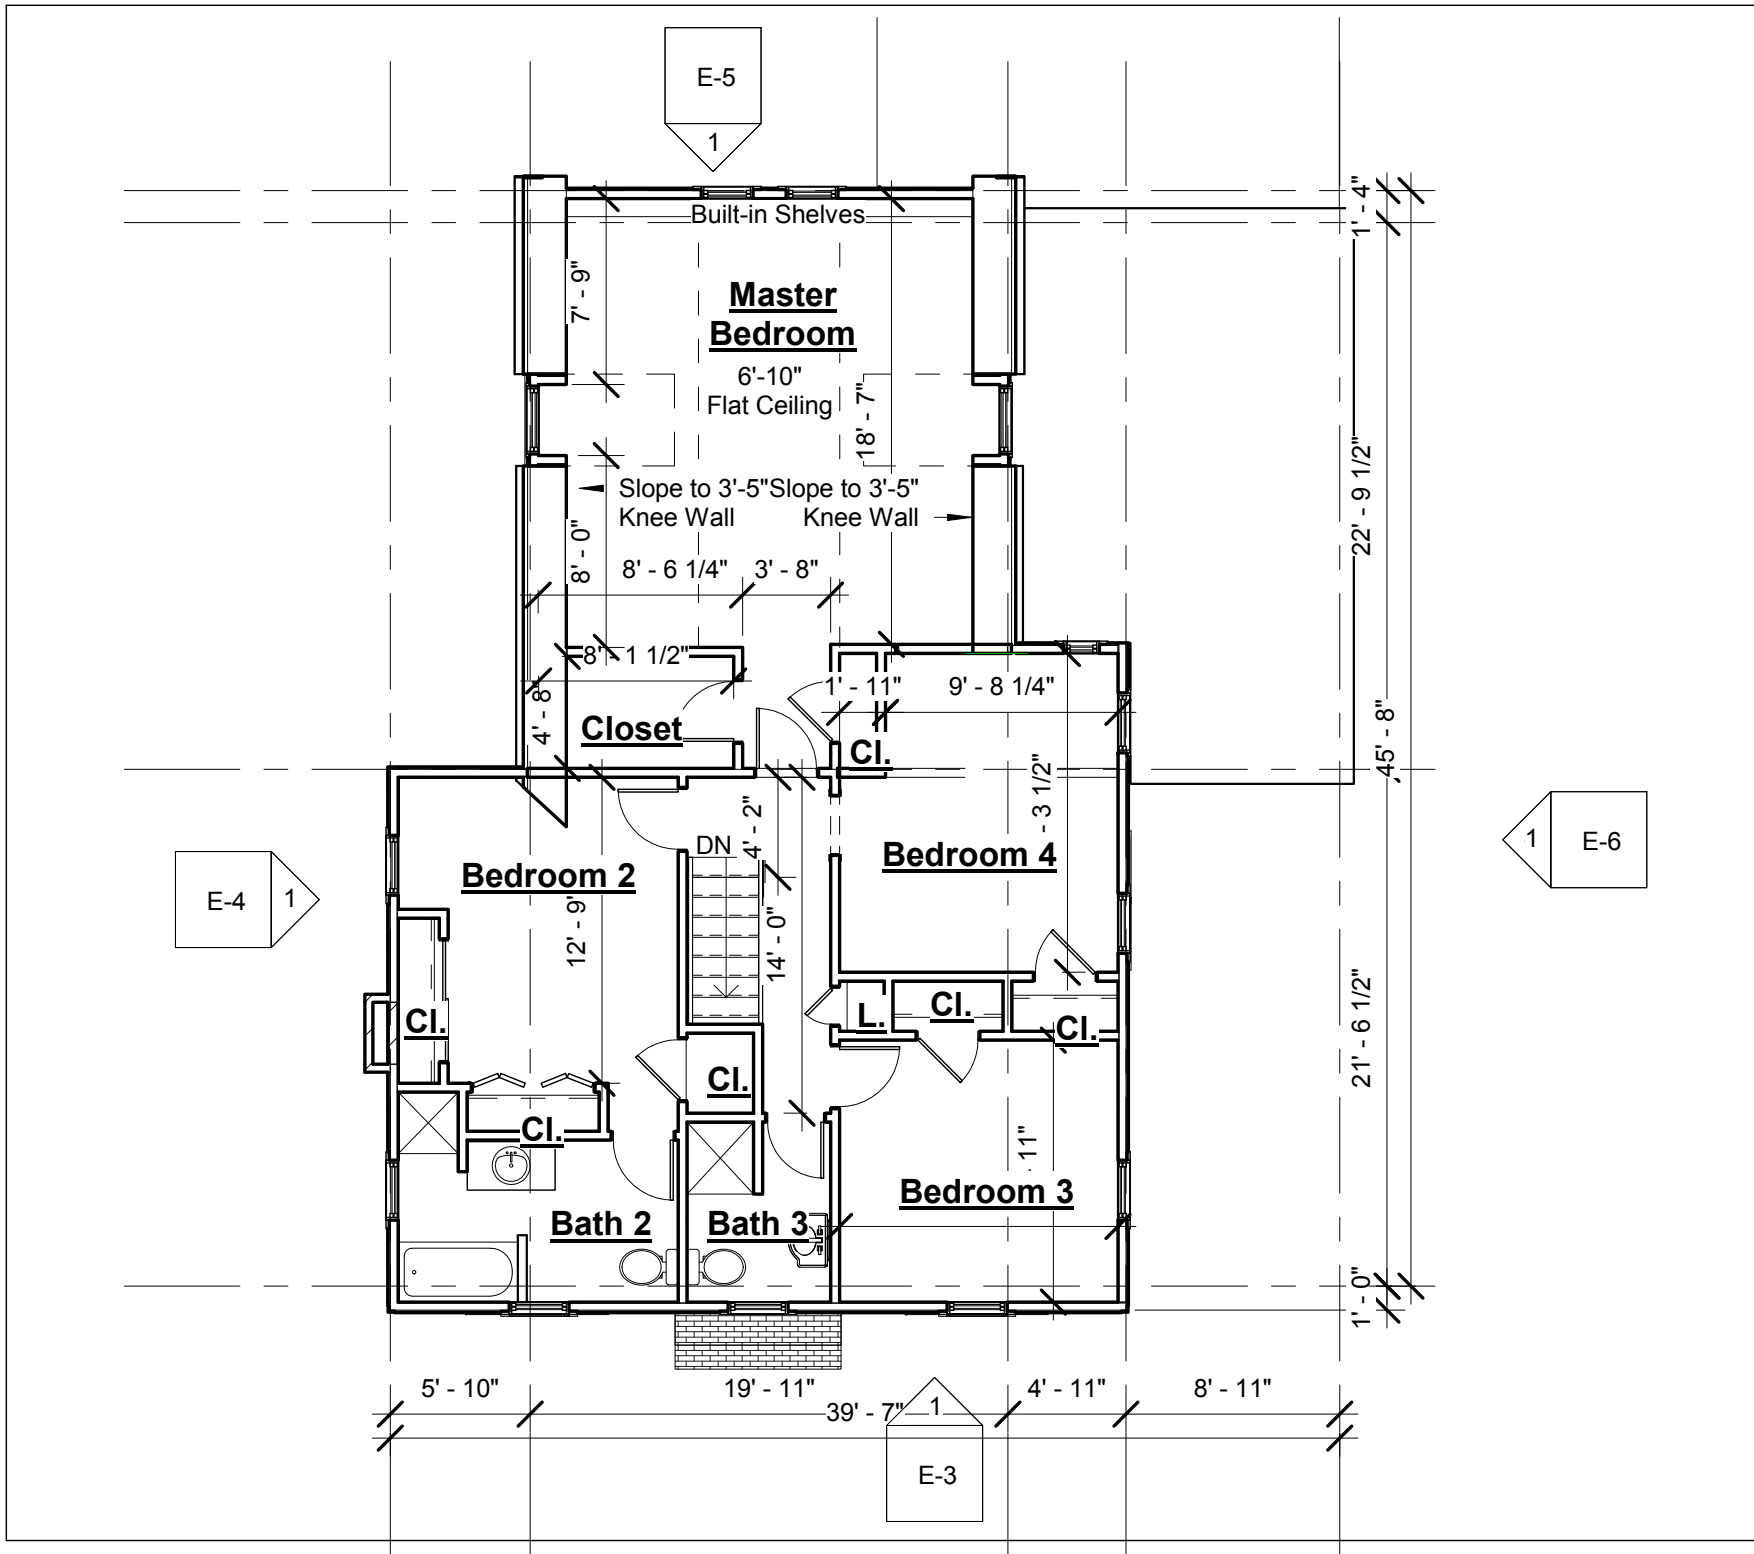 E-5
1
1' - 4"
Built-in Shelves
7' - 9"
Master
Bedroom
6'-10"
Flat Ceiling
18' - 7"
22' - 9 1/2"
Slope to 3'-5"
Knee Wall
Slope to 3'-5"
Knee Wall
8' - 0"
8' - 6 1/4"
3' - 8"
8' - 1 1/2"
4' - 8
1' - 11"
9' - 8 1/4"
Closet
Cl.
45' - 8"
- 3 1/2"
4' - 2"
DN
Bedroom 4
Bedroom 2
E-4
1
1
E-6
12' - 9"
14' - 0"
Cl.
L.
Cl.
Cl.
21' - 6 1/2"
Cl.
Cl.
11"
Bedroom 3
Bath 2
Bath 3
1' - 0"
5' - 10"
19' - 11"
4' - 11"
8' - 11"
39' - 7"
1
E-3